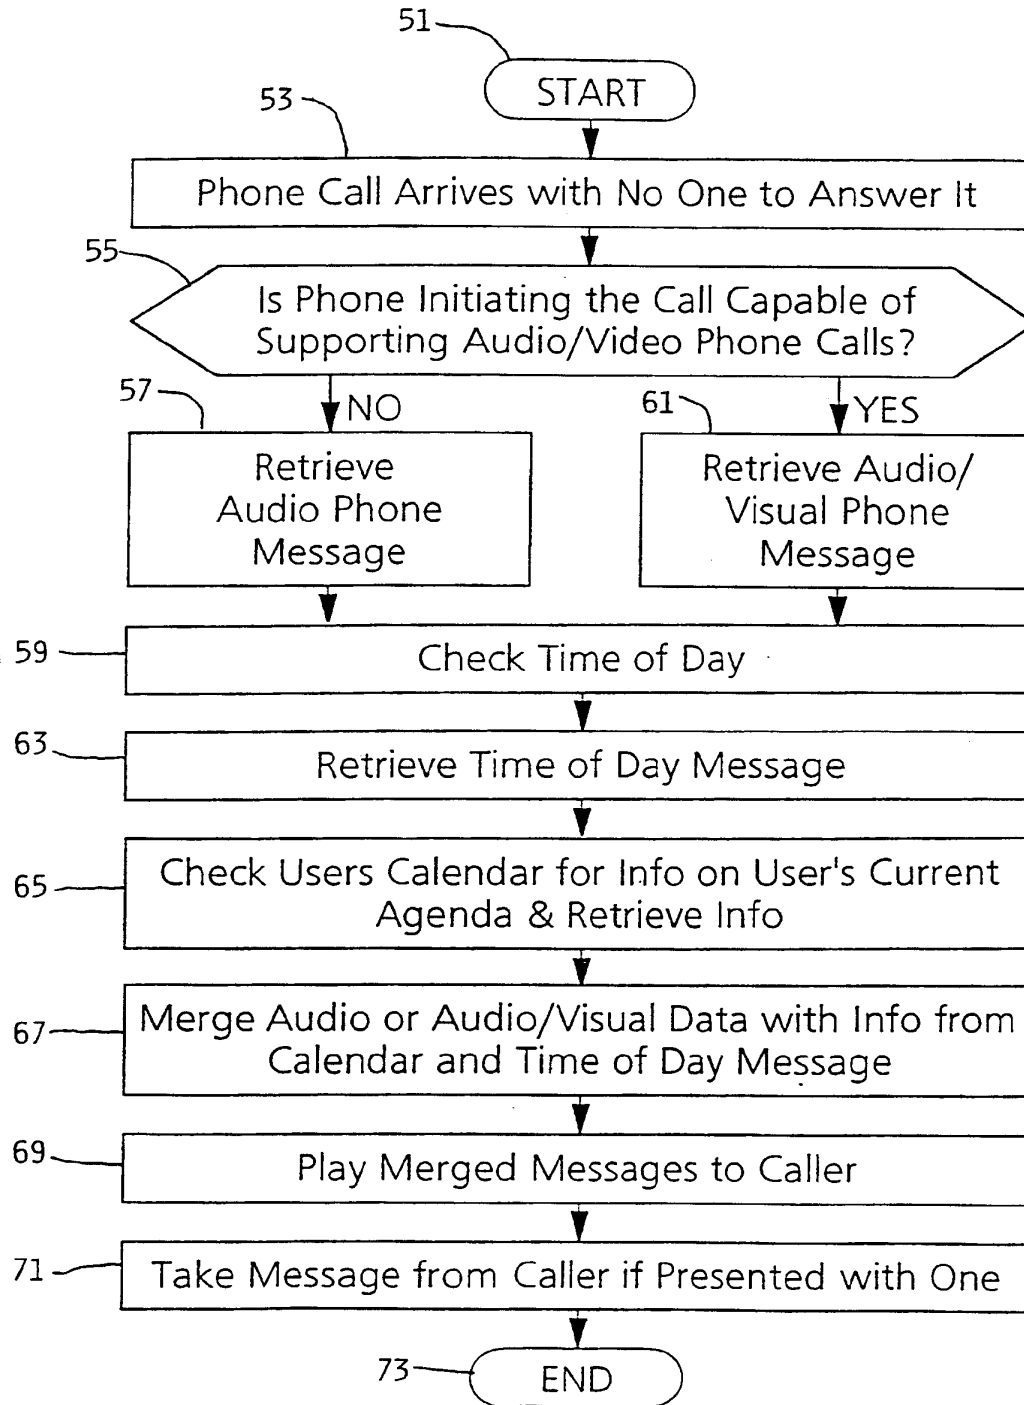 51
START
53
Phone Call Arrives with No One to Answer It
55
Is Phone Initiating the Call Capable of
Supporting Audio/Video Phone Calls?
57
NO
61
YES
Retrieve
Audio Phone
Message
Retrieve Audio/
Visual Phone
Message
59
Check Time of Day
63
Retrieve Time of Day Message
65
Check Users Calendar for Info on User's Current
Agenda & Retrieve Info
67
Merge Audio or Audio/Visual Data with Info from
Calendar and Time of Day Message
69
Play Merged Messages to Caller
71
Take Message from Caller if Presented with One
73
END